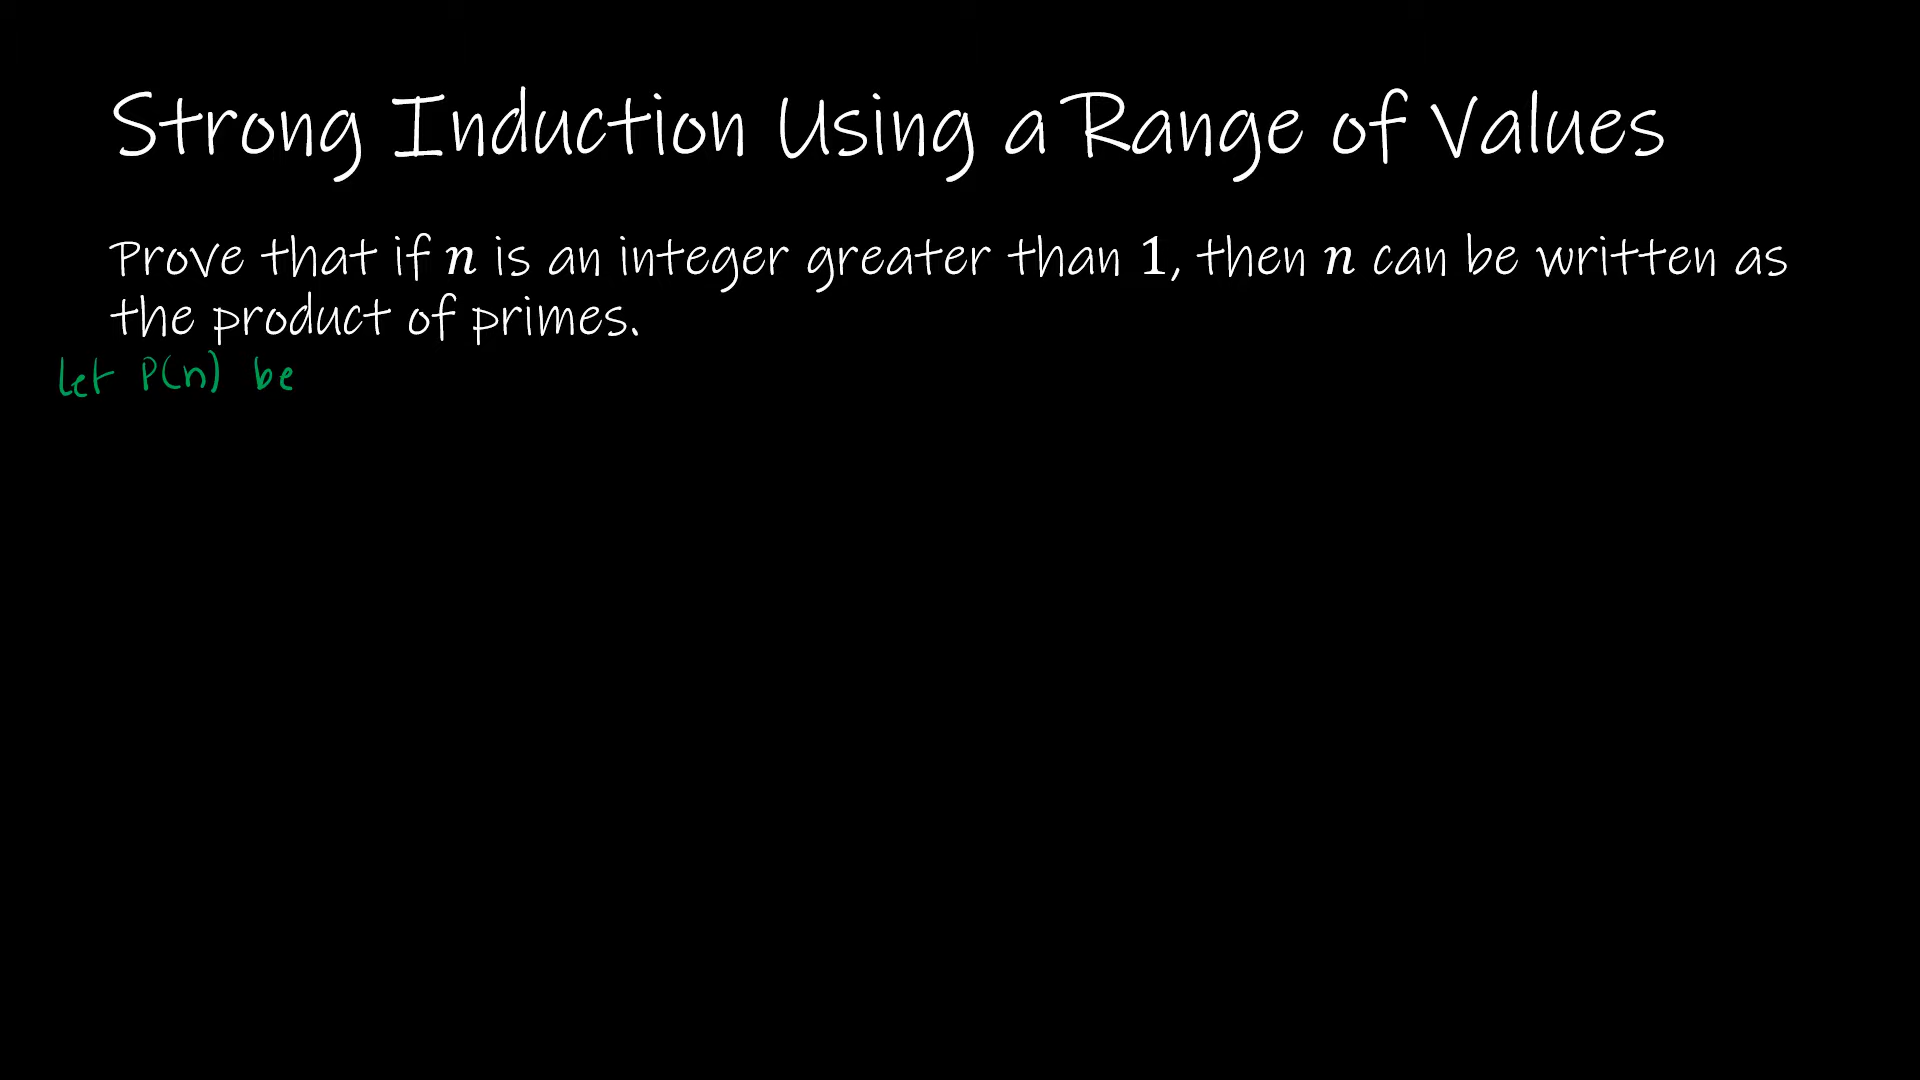 Strong Induction Using a Range of Values
Prove that if n is an integer greater than 1, then n can be written as
the product of primes.
let P(n) be